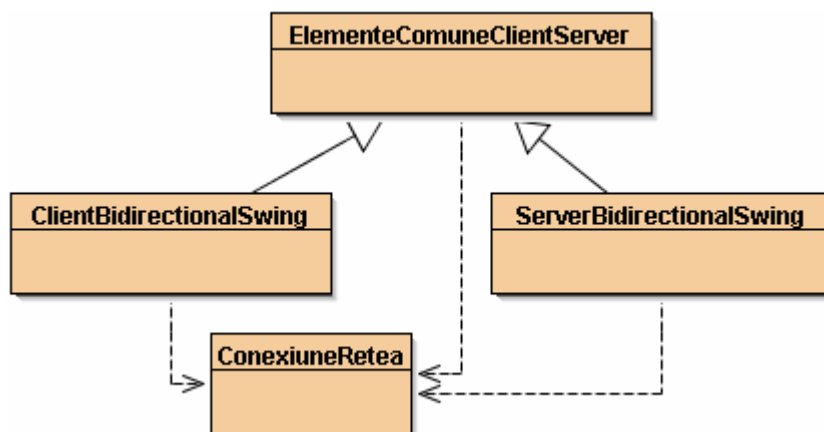 ElementeComuneClientServer
ClientBidirectionalSwing
ServerBidirectionalSwing
ConexiuneRetea